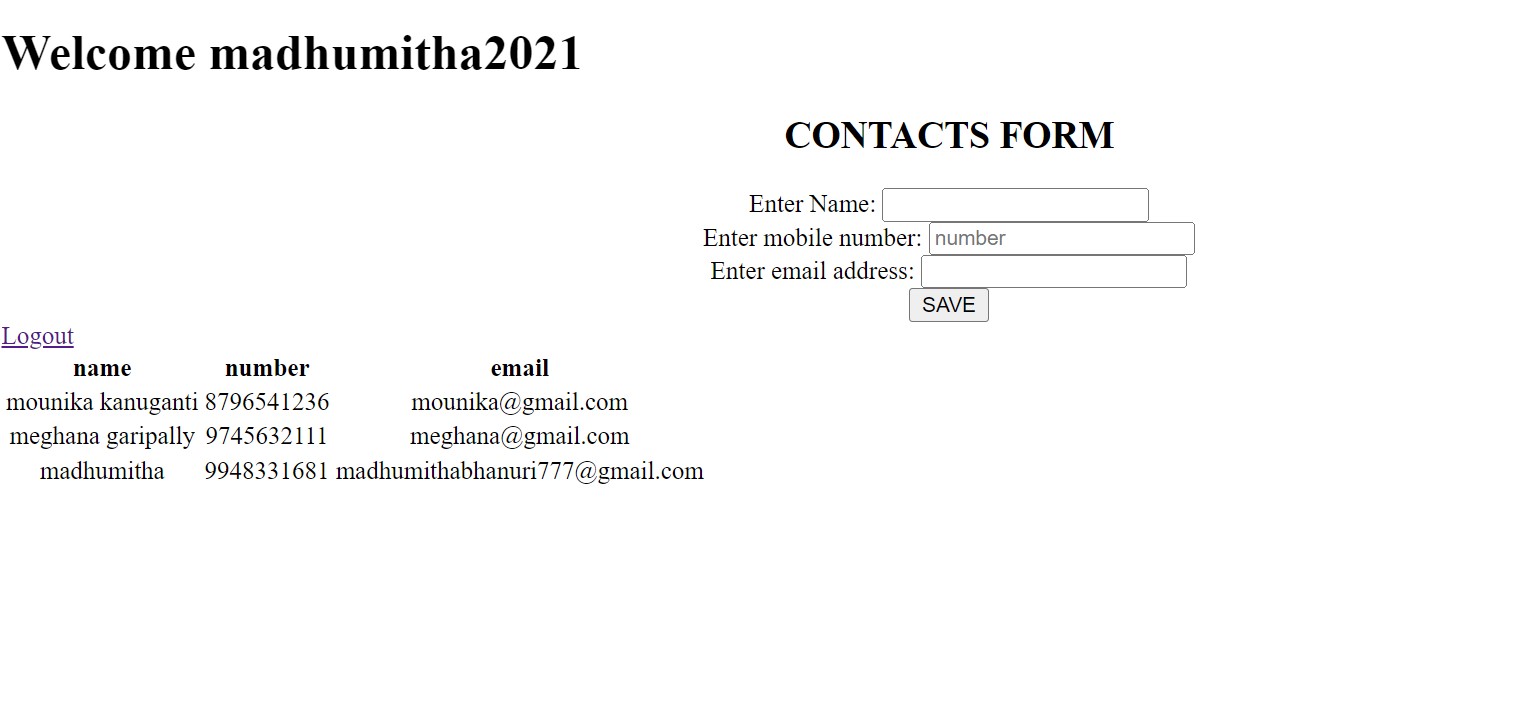 Welcome madhumitha2021
CONTACTS FORM
Enter Name:
Enter mobile number: number
Enter email address:
SAVE
Logout
name number email
mounika kanuganti 8796541236 mounika@gmail.com
meghana garipally 9745632111 meghana@gmail.com
madhumitha 9948331681 madhumithabhanuri777@gmail.com